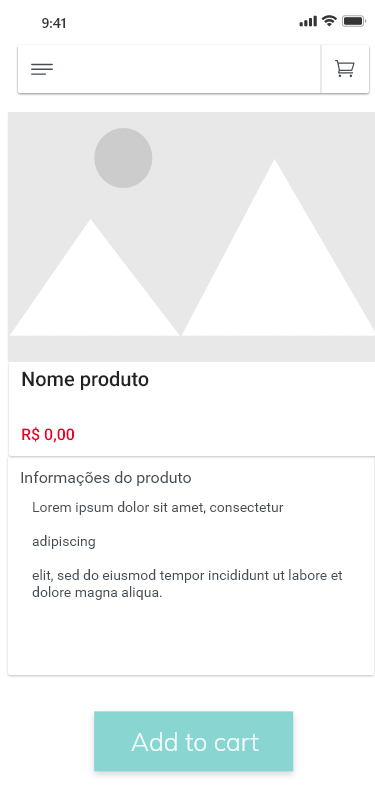 9:41
Nome produto
R$ 0,00
Informações do produto
Lorem ipsum dolor sit amet, consectetur
adipiscing
elit, sed do eiusmod tempor incididunt ut labore et
dolore magna aliqua.
Add to cart